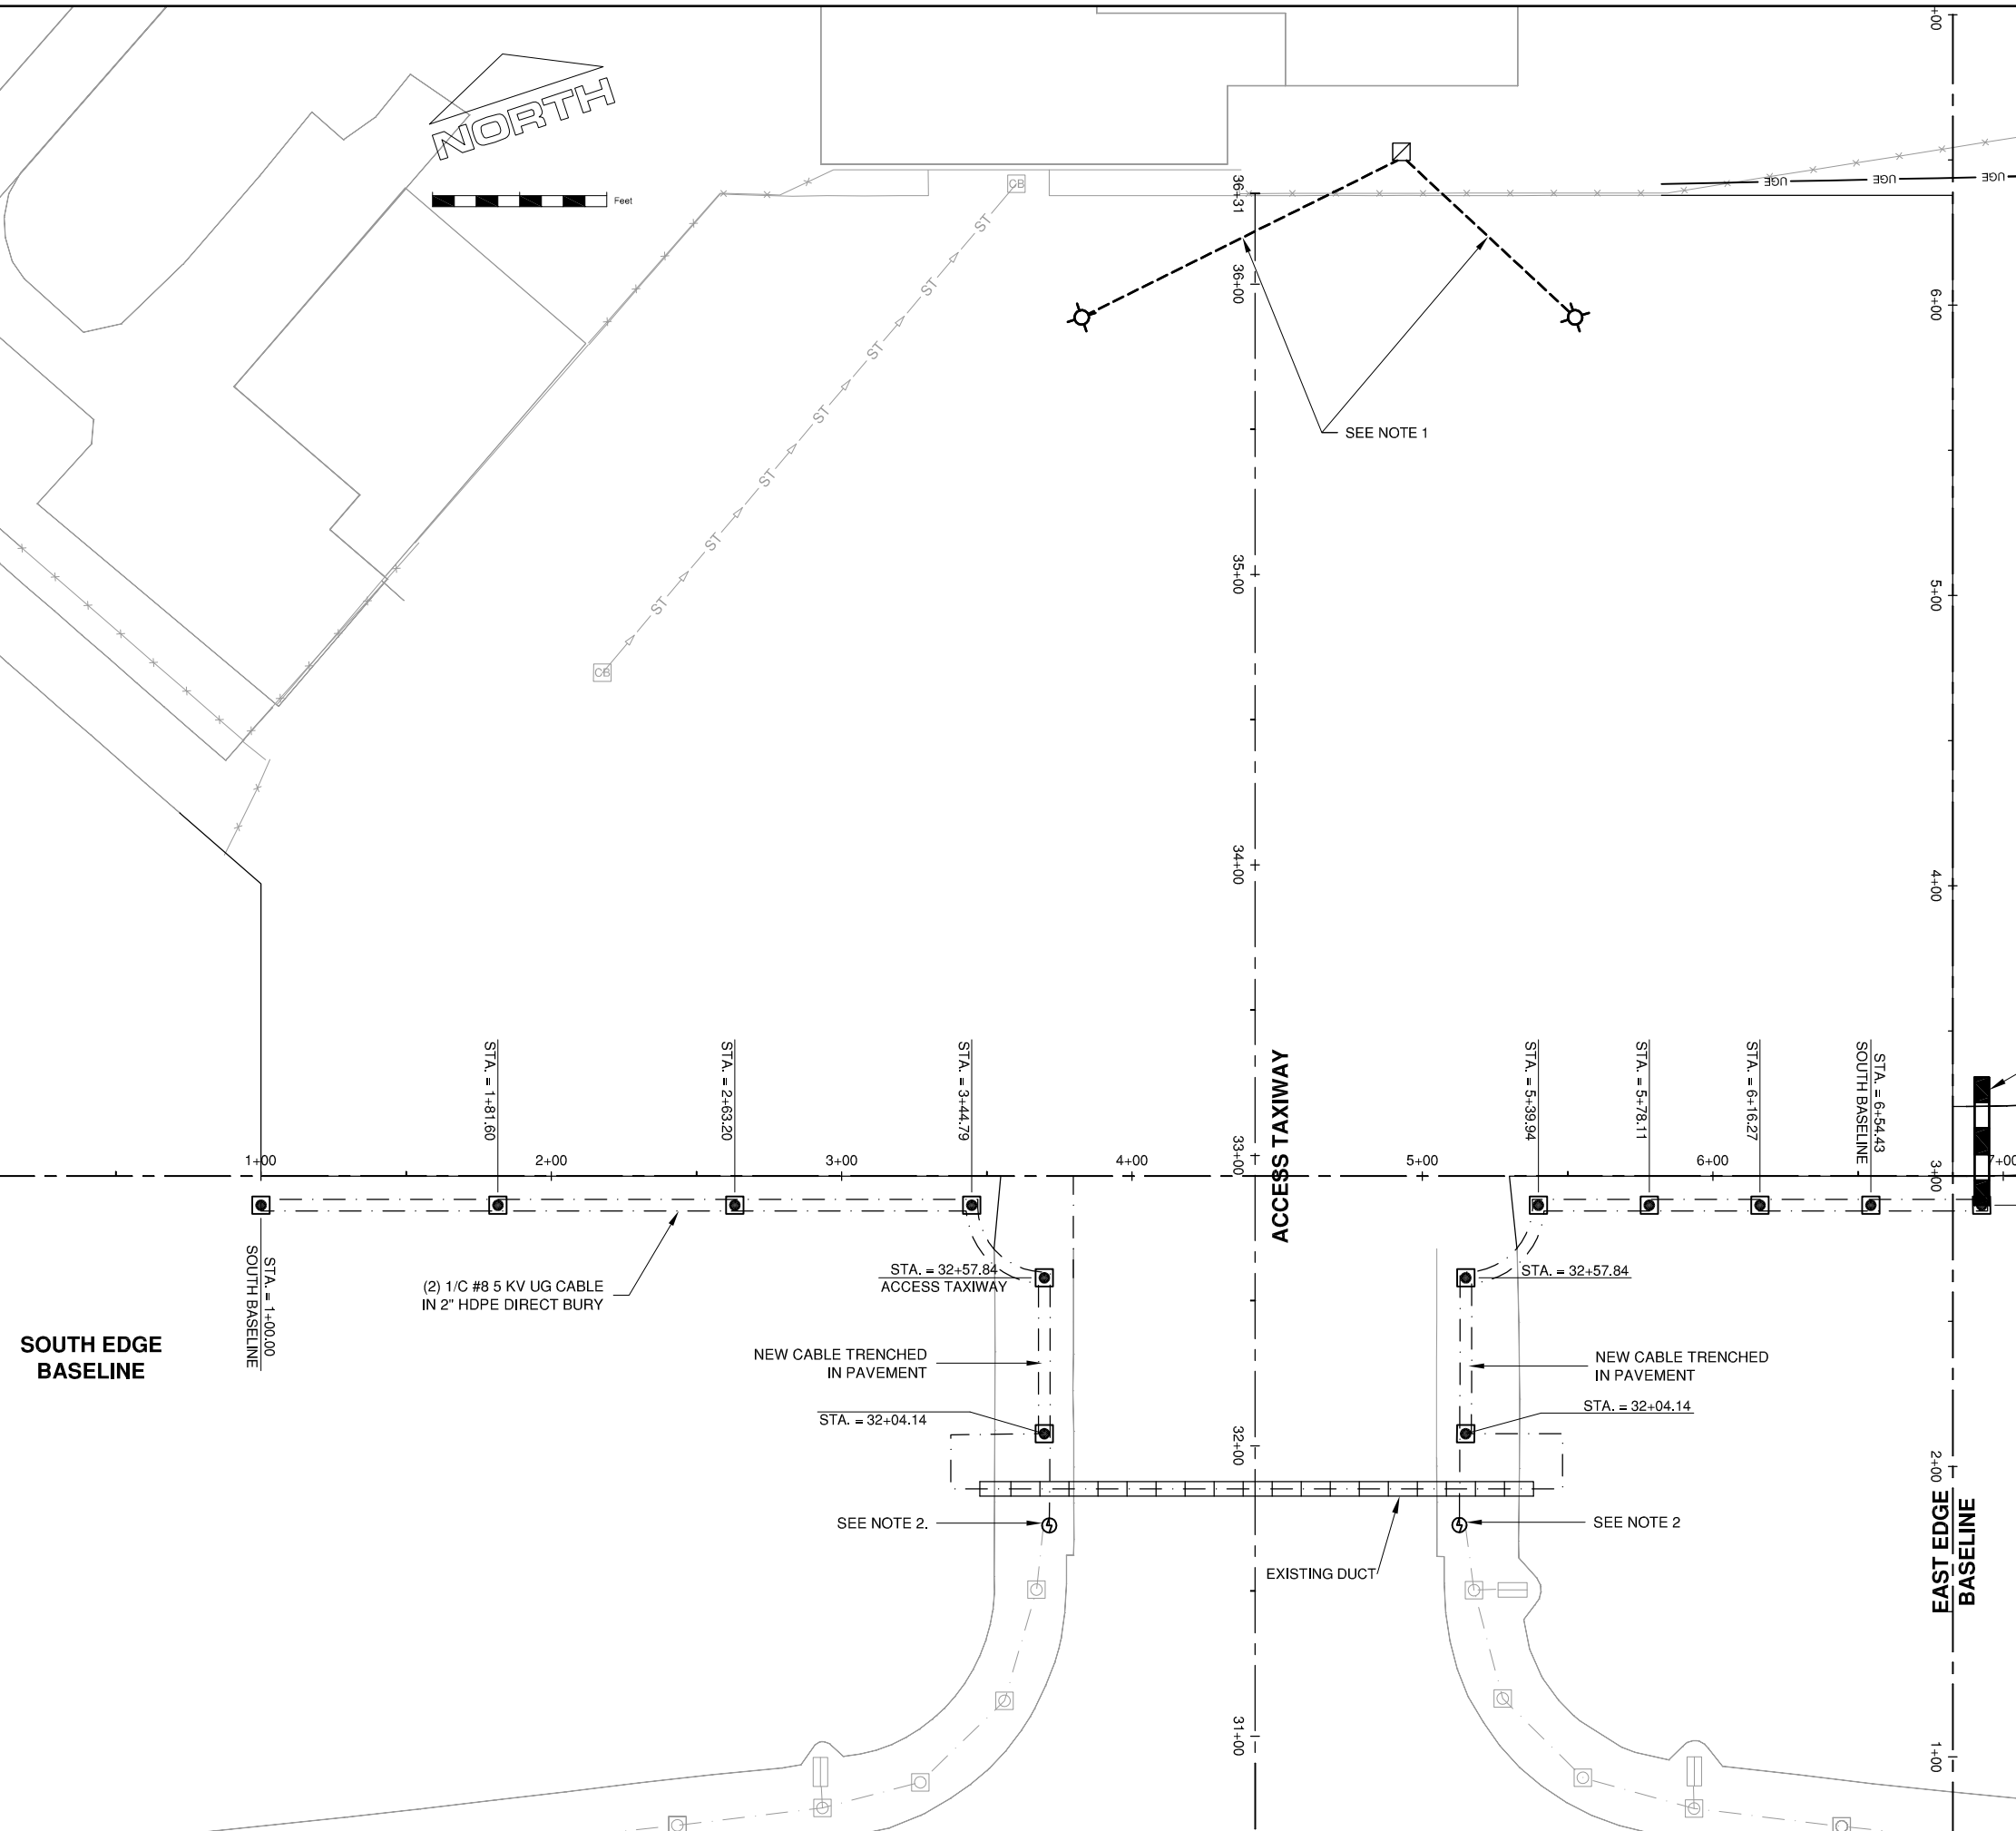 +00
NORTH
Feet
CB
ST
ST
ST
ST
ST
ST
ST
ST
CB
36+31
36+00
UGE
UGE
UGE
6+00
SEE NOTE 1
35+00
5+00
34+00
4+00
STA. = 1+81.60
STA. = 2+63.20
STA. = 3+44.79
ACCESS TAXIWAY
STA. = 5+39.94
STA. = 5+78.11
STA. = 6+16.27
STA. = 6+54.43
SOUTH BASELINE
33+00
3+00
1+00
2+00
3+00
4+00
5+00
6+00
7+00
STA. = 1+00.00
SOUTH BASELINE
(2) 1/C #8 5 KV UG CABLE
IN 2" HDPE DIRECT BURY
STA. = 32+57.84
ACCESS TAXIWAY
STA. = 32+57.84
SOUTH EDGE
BASELINE
NEW CABLE TRENCHED
IN PAVEMENT
NEW CABLE TRENCHED
IN PAVEMENT
STA. = 32+04.14
STA. = 32+04.14
32+00
2+00
SEE NOTE 2.
SEE NOTE 2
EXISTING DUCT
EAST EDGE
BASELINE
31+00
1+00